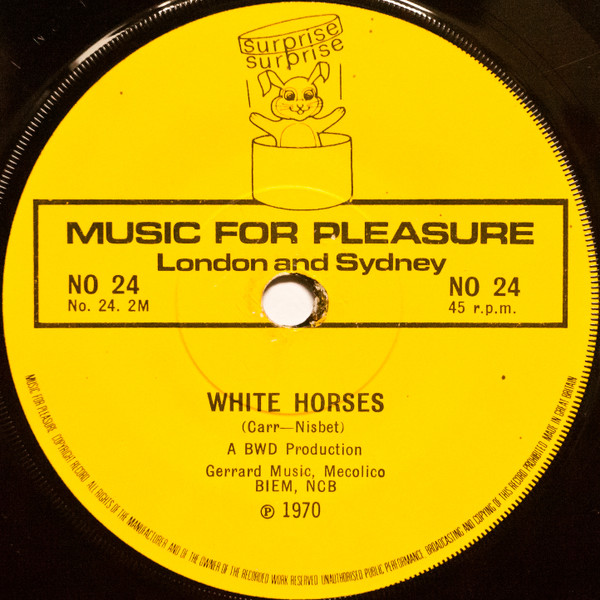 surprise
surprise
MUSIC FOR PLEASURE
London and Sydney
NO 24
No. 24. 2M
NO 24
45 r.p.m.
WHITE HORSES
(Carr—Nisbet)
A BWD Production
Gerrard Music, Mecolico
BIEM, NCB
℗ 1970
MUSIC FOR PLEASURE COPYRIGHT RECORD. ALL RIGHTS OF THE MANUFACTURER AND OF THE OWNER OF THE RECORDED WORK RESERVED UNAUTHORISED PUBLIC PERFORMANCE BROADCASTING AND COPYING OF THIS RECORD PROHIBITED MADE IN GREAT BRITAIN